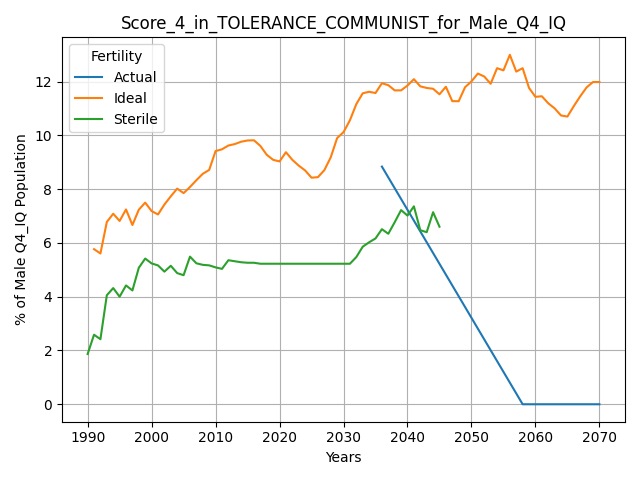 Score_4_in_TOLERANCE_COMMUNIST_for_Male_Q4_IQ
Fertility
Actual
Ideal
Sterile
% of Male Q4_IQ Population
12
10
8
6
4
2
0
1990 2000 2010 2020 2030 2040 2050 2060 2070
Years